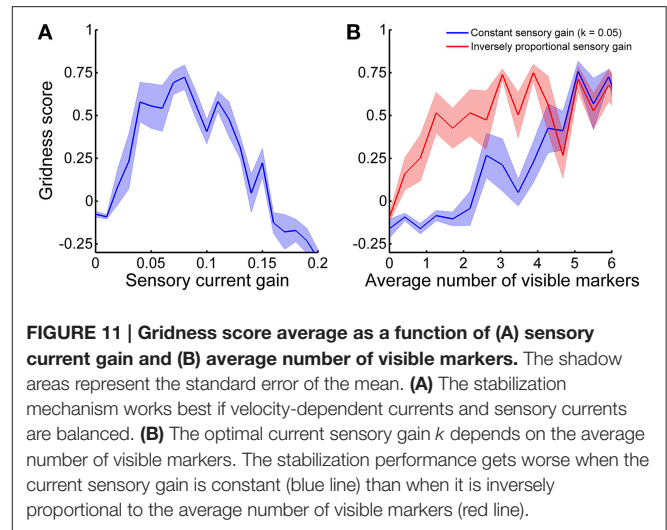 A
B
Constant sensory gain (k = 0.05)
Inversely proportional sensory gain
Gridness score
1
0.75
0.5
0.25
0
-0.25
0 0.05 0.1 0.15 0.2
Sensory current gain
1
0.75
0.5
0.25
0
-0.25
0 1 2 3 4 5 6
Average number of visible markers
FIGURE 11 | Gridness score average as a function of (A) sensory
current gain and (B) average number of visible markers. The shadow
areas represent the standard error of the mean. (A) The stabilization
mechanism works best if velocity-dependent currents and sensory currents
are balanced. (B) The optimal current sensory gain k depends on the average
number of visible markers. The stabilization performance gets worse when the
current sensory gain is constant (blue line) than when it is inversely
proportional to the average number of visible markers (red line).